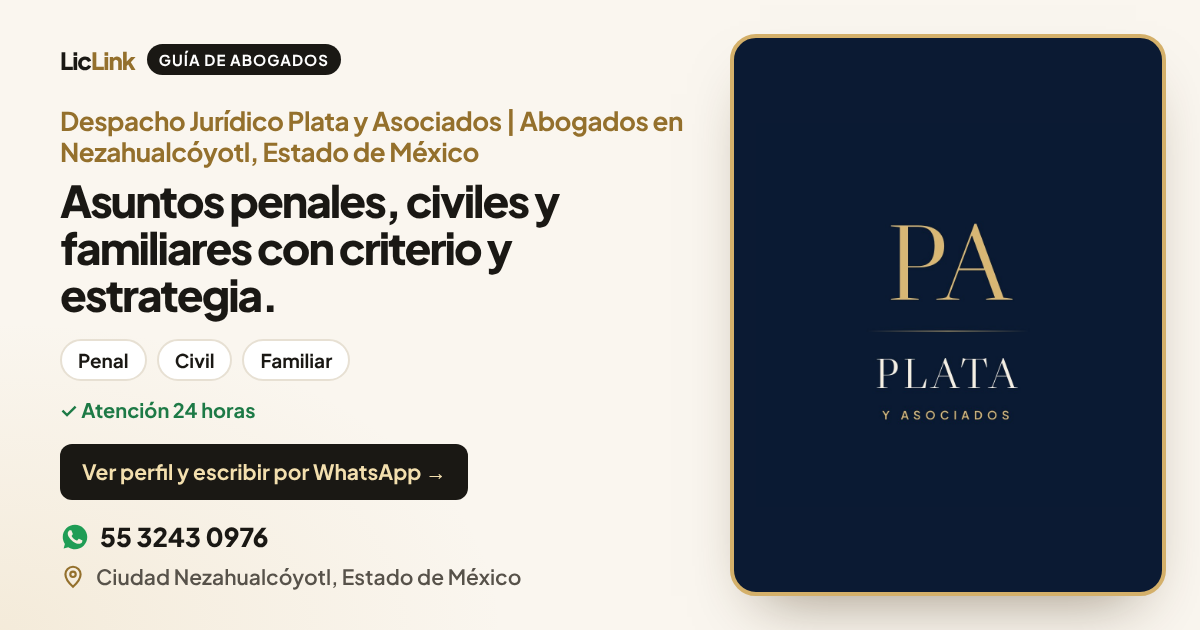 LicLink
GUÍA DE ABOGADOS
Despacho Jurídico Plata y Asociados | Abogados en
Nezahualcóyotl, Estado de México
Asuntos penales, civiles y
familiares con criterio y
estrategia.
Penal
Civil
Familiar
✓ Atención 24 horas
Ver perfil y escribir por WhatsApp →
55 3243 0976
Ciudad Nezahualcóyotl, Estado de México
PA
PLATA
Y ASOCIADOS